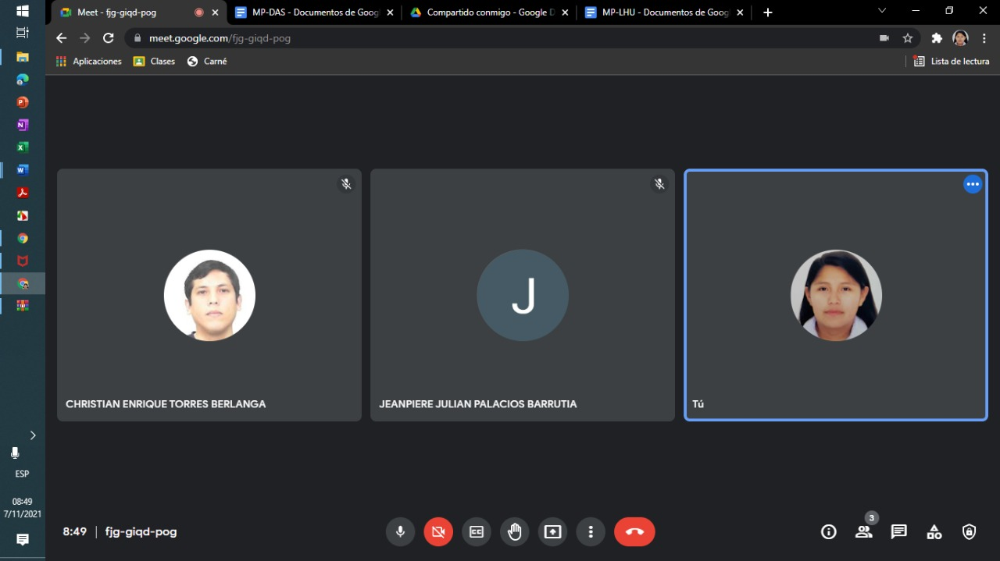 Meet - fjg-giqd-pog
MP-DAS - Documentos de Goog
Compartido conmigo - Google D
MP-LHU - Documentos de Goog
meet.google.com/fjg-giqd-pog
Aplicaciones
Clases
Carné
Lista de lectura
CHRISTIAN ENRIQUE TORRES BERLANGA
J
JEANPIERE JULIAN PALACIOS BARRUTIA
Tú
ESP
08:49
7/11/2021
8:49 | fjg-giqd-pog
3